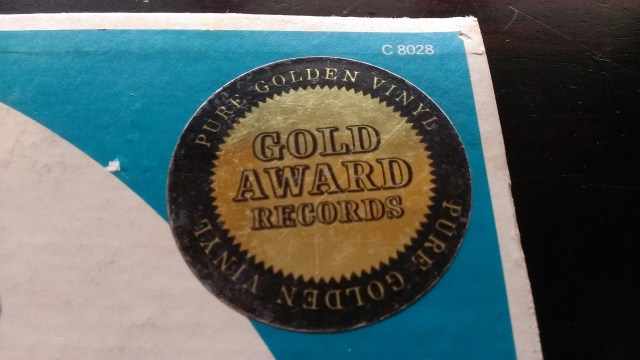 C 8028
PURE GOLDEN VINYL
GOLD
AWARD
RECORDS
PURE GOLDEN VINYL